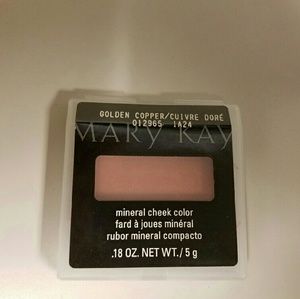 GOLDEN COPPER/CUIVRE DORÉ
012965 1A24
MARY KAY
mineral cheek color
fard à joues minéral
rubor mineral compacto
.18 OZ. NET WT./5 g